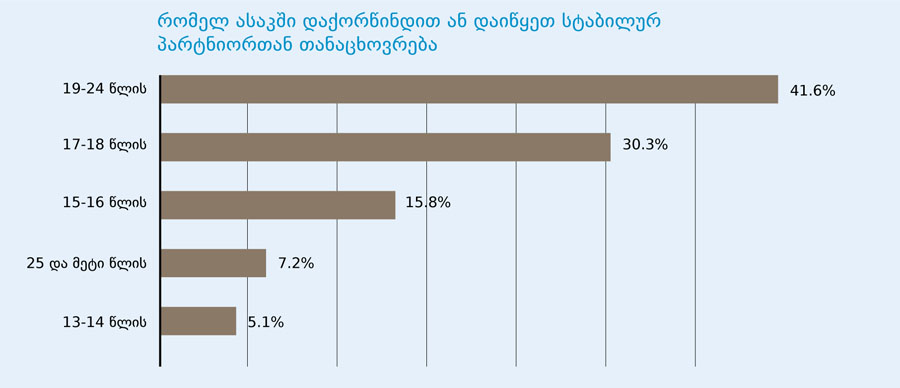 რომელ ასაკში დაქორწინდით ან დაიწყეთ სტაბილურ
პარტნიორთან თანაცხოვრება
19-24 წლის 41.6%
17-18 წლის 30.3%
15-16 წლის 15.8%
25 და მეტი წლის 7.2%
13-14 წლის 5.1%